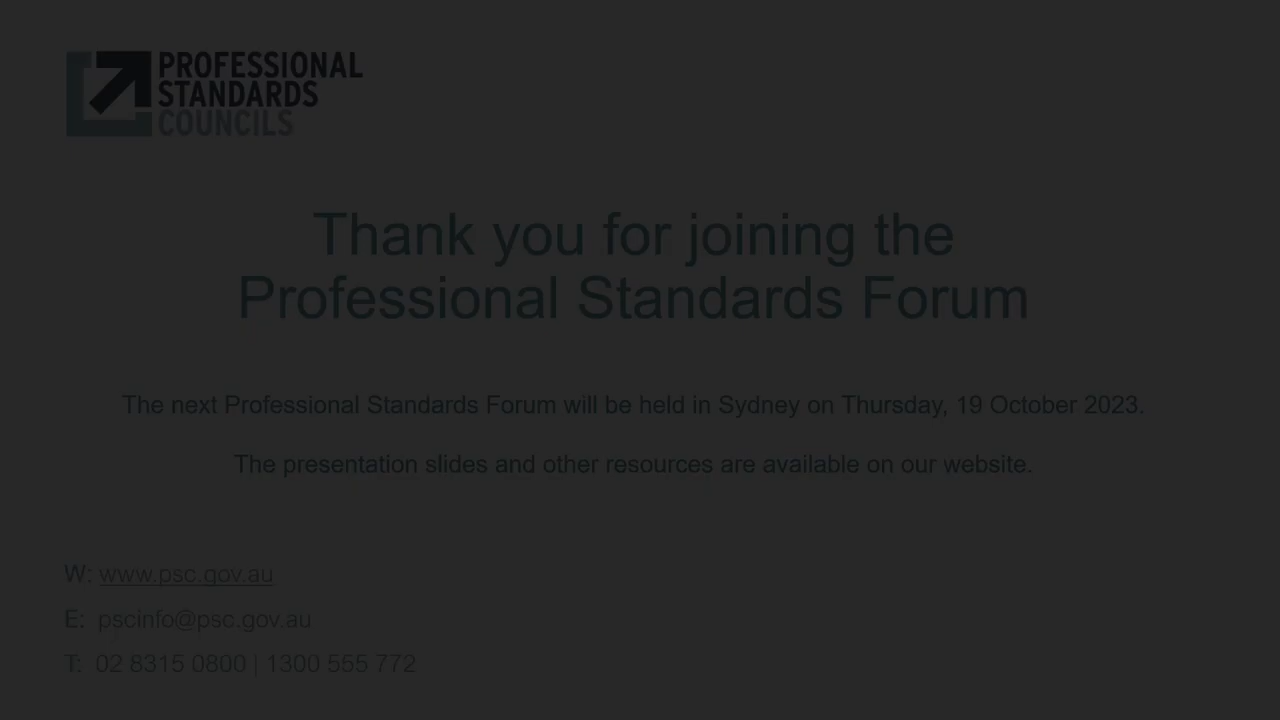 PROFESSIONAL
STANDARDS
COUNCILS
Thank you for joining the
Professional Standards Forum
The next Professional Standards Forum will be held in Sydney on Thursday, 19 October 2023.
The presentation slides and other resources are available on our website.
W: www.psc.gov.au
E: pscinfo@psc.gov.au
T: 02 8315 0800 | 1300 555 772